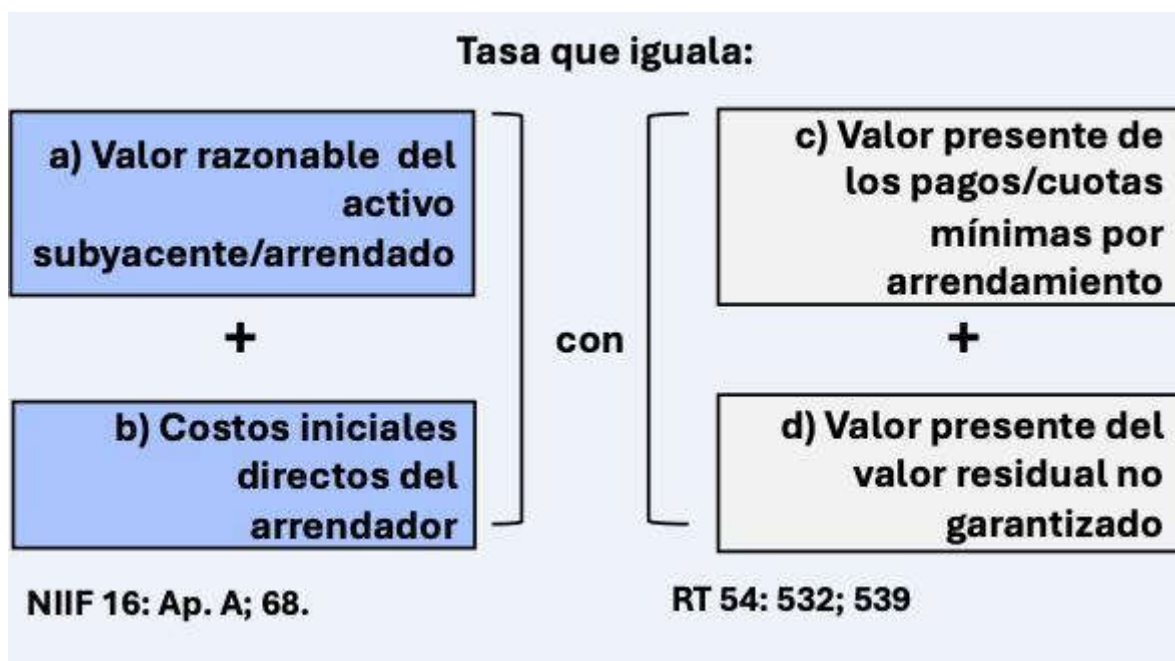 Tasa que iguala:
a) Valor razonable del
activo
subyacente/arrendado
+
b) Costos iniciales
directos del
arrendador
con
c) Valor presente de
los pagos/cuotas
mínimas por
arrendamiento
+
d) Valor presente del
valor residual no
garantizado
NIIF 16: Ap. A; 68.
RT 54: 532; 539